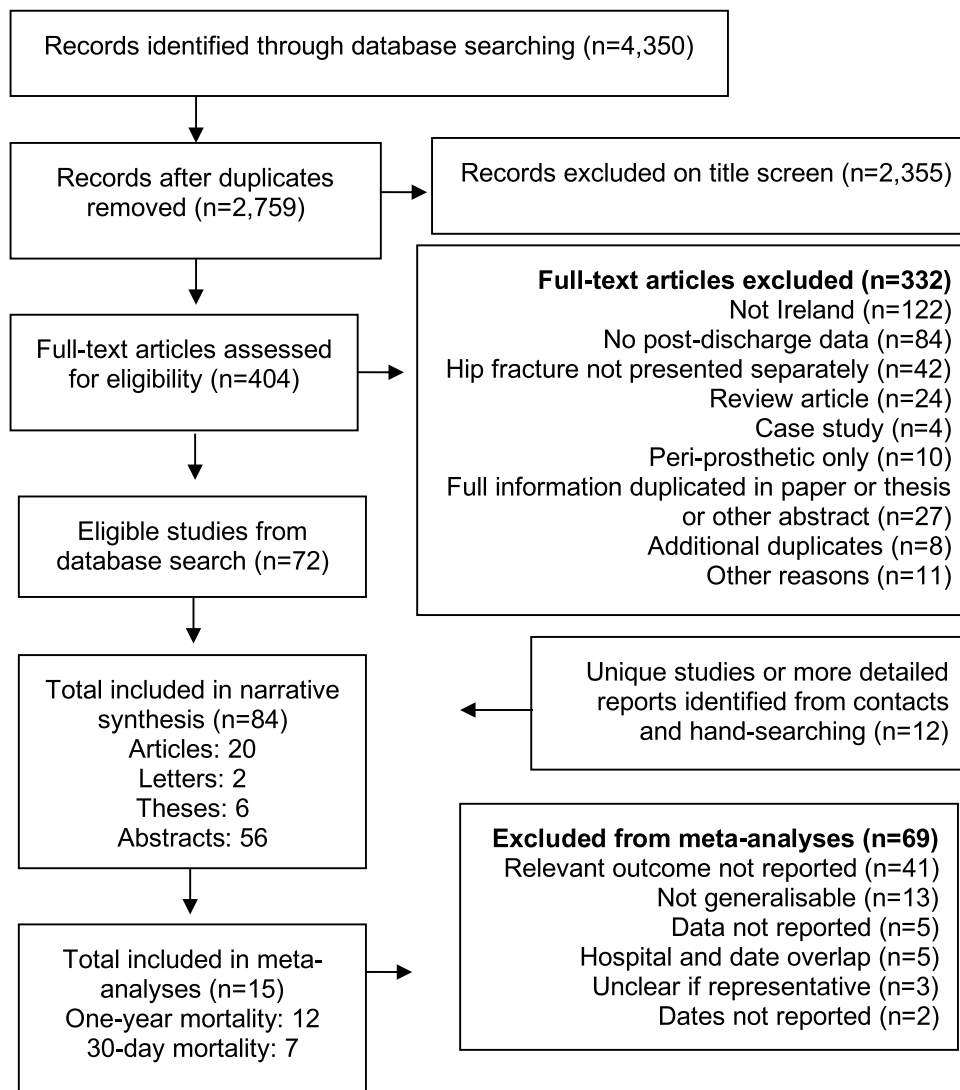 Records identified through database searching (n=4,350)
Records after duplicates
removed (n=2,759)
Records excluded on title screen (n=2,355)
Full-text articles assessed
for eligibility (n=404)
Full-text articles excluded (n=332)
Not Ireland (n=122)
No post-discharge data (n=84)
Hip fracture not presented separately (n=42)
Review article (n=24)
Case study (n=4)
Peri-prosthetic only (n=10)
Full information duplicated in paper or thesis
or other abstract (n=27)
Additional duplicates (n=8)
Other reasons (n=11)
Eligible studies from
database search (n=72)
Unique studies or more detailed
reports identified from contacts
and hand-searching (n=12)
Total included in narrative
synthesis (n=84)
Articles: 20
Letters: 2
Theses: 6
Abstracts: 56
Excluded from meta-analyses (n=69)
Relevant outcome not reported (n=41)
Not generalisable (n=13)
Data not reported (n=5)
Hospital and date overlap (n=5)
Unclear if representative (n=3)
Dates not reported (n=2)
Total included in meta-
analyses (n=15)
One-year mortality: 12
30-day mortality: 7